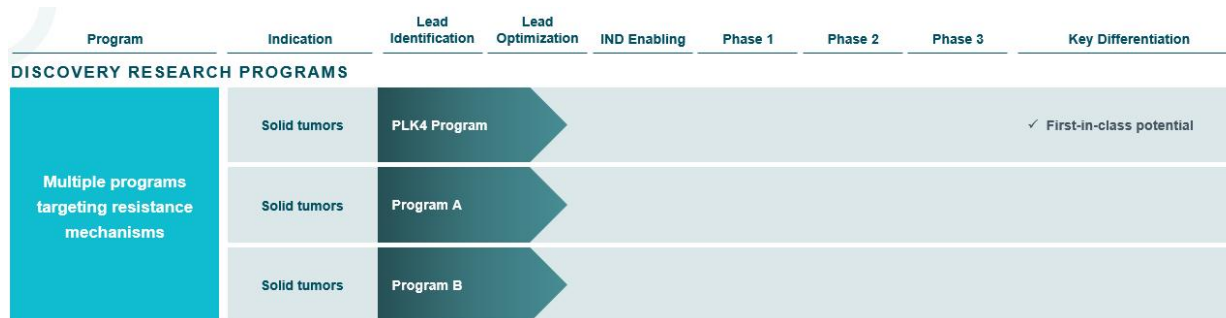 Program
Indication
Lead
Identification
Lead
Optimization
IND Enabling
Phase 1
Phase 2
Phase 3
Key Differentiation
DISCOVERY RESEARCH PROGRAMS
Multiple programs
targeting resistance
mechanisms
Solid tumors
PLK4 Program
✓ First-in-class potential
Solid tumors
Program A
Solid tumors
Program B